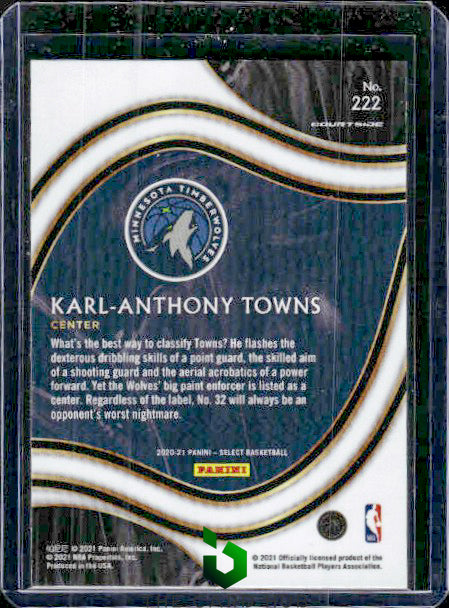 No.
222
COURTSIDE
MINNESOTA TIMBERWOLVES
KARL-ANTHONY TOWNS
CENTER
What's the best way to classify Towns? He flashes the
dexterous dribbling skills of a point guard, the skilled aim
of a shooting guard and the aerial acrobatics of a power
forward. Yet the Wolves' big paint enforcer is listed as a
center. Regardless of the label, No. 32 will always be an
opponent's worst nightmare.
2020-21 PANINI – SELECT BASKETBALL
PANINI
© 2021 Panini America, Inc.
© 2021 NBA Properties, Inc.
Produced in the USA.
NBA
© 2021 Officially licensed product of the
National Basketball Players Association.